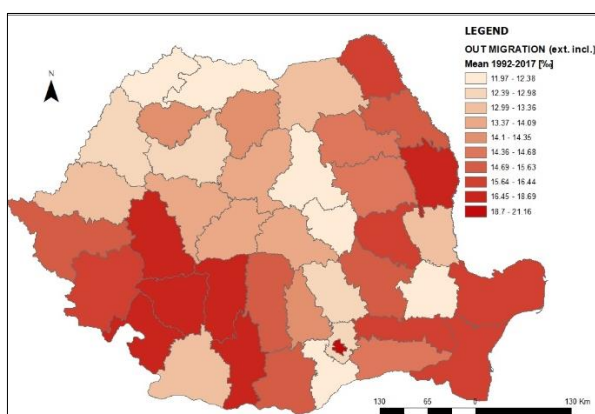 LEGEND
OUT MIGRATION (ext. incl.)
Mean 1992-2017 [‰]
11.97 - 12.38
12.39 - 12.98
12.99 - 13.36
13.37 - 14.09
14.1 - 14.35
14.36 - 14.68
14.69 - 15.63
15.64 - 16.44
16.45 - 18.69
18.7 - 21.16
N
130 65 0 130 Km